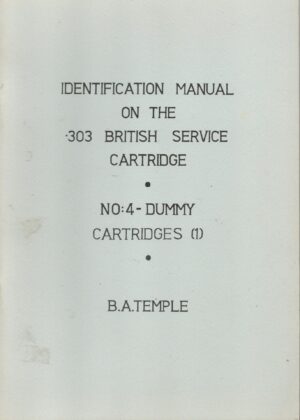 IDENTIFICATION MANUAL
ON THE
·303 BRITISH SERVICE
CARTRIDGE
•
NO:4-DUMMY
CARTRIDGES (1)
•
B.A.TEMPLE